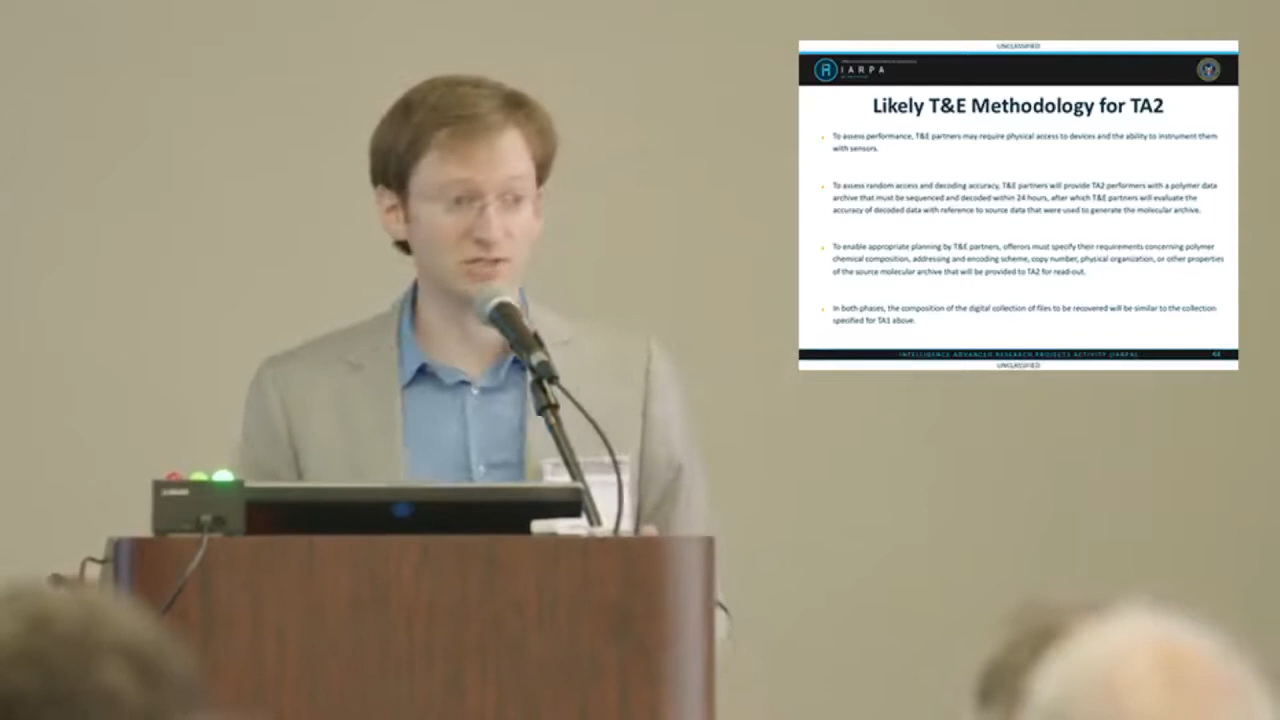 UNCLASSIFIED
IARPA
Likely T&E Methodology for TA2
To assess performance, T&E partners may require physical access to devices and the ability to instrument them
with sensors.
To assess random access and decoding accuracy, T&E partners will provide TA2 performers with a polymer data
archive that must be sequenced and decoded within 24 hours, after which T&E partners will evaluate the
accuracy of decoded data with reference to source data that were used to generate the molecular archive.
To enable appropriate planning by T&E partners, offerors must specify their requirements concerning polymer
chemical composition, addressing and encoding scheme, copy number, physical organization, or other properties
of the source molecular archive that will be provided to TA2 for read-out.
In both phases, the composition of the digital collection of files to be recovered will be similar to the collection
specified for TA1 above.
INTELLIGENCE ADVANCED RESEARCH PROJECTS ACTIVITY (IARPA)
UNCLASSIFIED